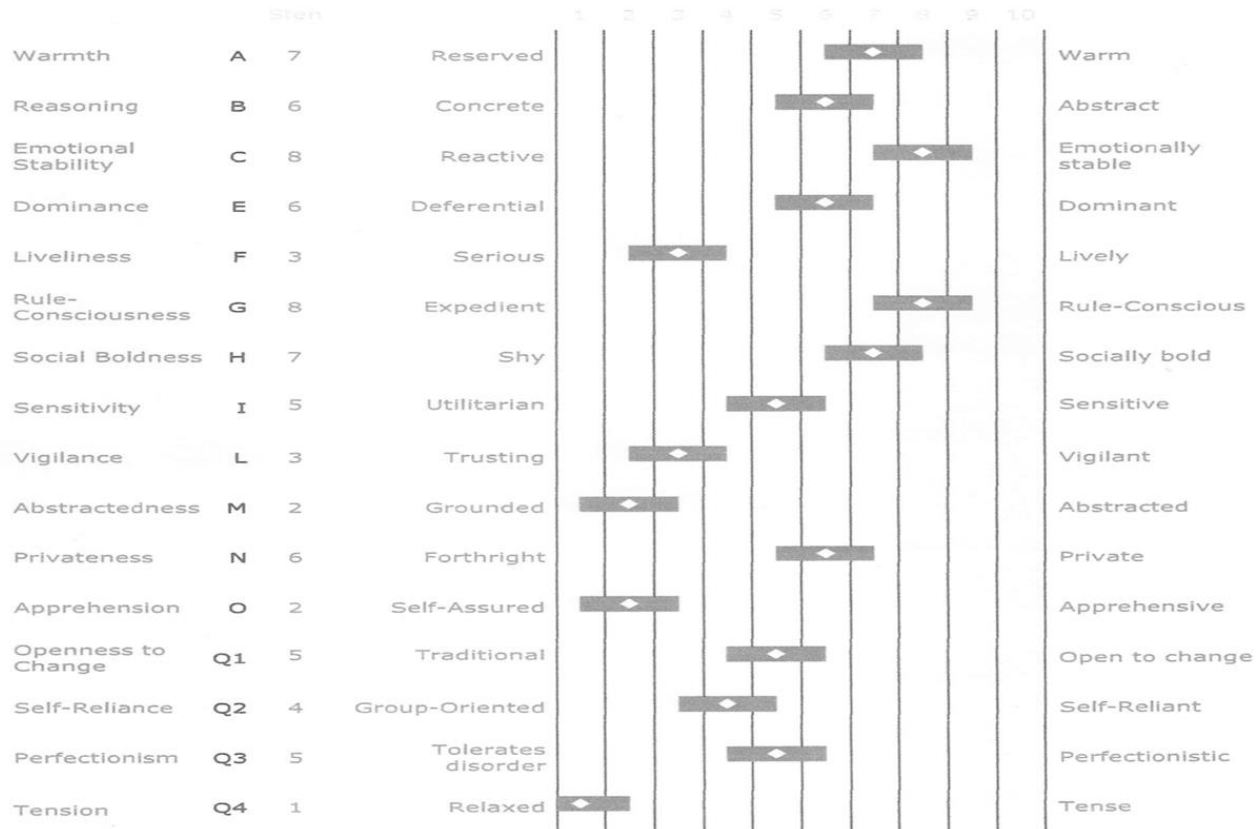 Sten 1 2 3 4 5 6 7 8 9 10
Warmth A 7 Reserved Warm
Reasoning B 6 Concrete Abstract
Emotional
Stability C 8 Reactive Emotionally
stable
Dominance E 6 Deferential Dominant
Liveliness F 3 Serious Lively
Rule-
Consciousness G 8 Expedient Rule-Conscious
Social Boldness H 7 Shy Socially bold
Sensitivity I 5 Utilitarian Sensitive
Vigilance L 3 Trusting Vigilant
Abstractedness M 2 Grounded Abstracted
Privateness N 6 Forthright Private
Apprehension O 2 Self-Assured Apprehensive
Openness to
Change Q1 5 Traditional Open to change
Self-Reliance Q2 4 Group-Oriented Self-Reliant
Perfectionism Q3 5 Tolerates
disorder Perfectionistic
Tension Q4 1 Relaxed Tense